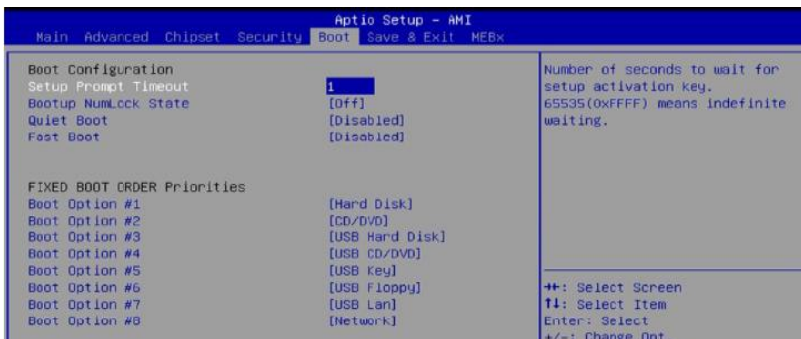 Aptio Setup - AMI
Main Advanced Chipset Security Boot Save & Exit MEBx
Boot Configuration
Setup Prompt Timeout 1
Bootup NumLock State [Off]
Quiet Boot [Disabled]
Fast Boot [Disabled]
FIXED BOOT ORDER Priorities
Boot Option #1 [Hard Disk]
Boot Option #2 [CD/DVD]
Boot Option #3 [USB Hard Disk]
Boot Option #4 [USB CD/DVD]
Boot Option #5 [USB Key]
Boot Option #6 [USB Floppy]
Boot Option #7 [USB Lan]
Boot Option #8 [Network]
Number of seconds to wait for
setup activation key.
65535(0xFFFF) means indefinite
waiting.
→←: Select Screen
↑↓: Select Item
Enter: Select
+/-: Change Opt